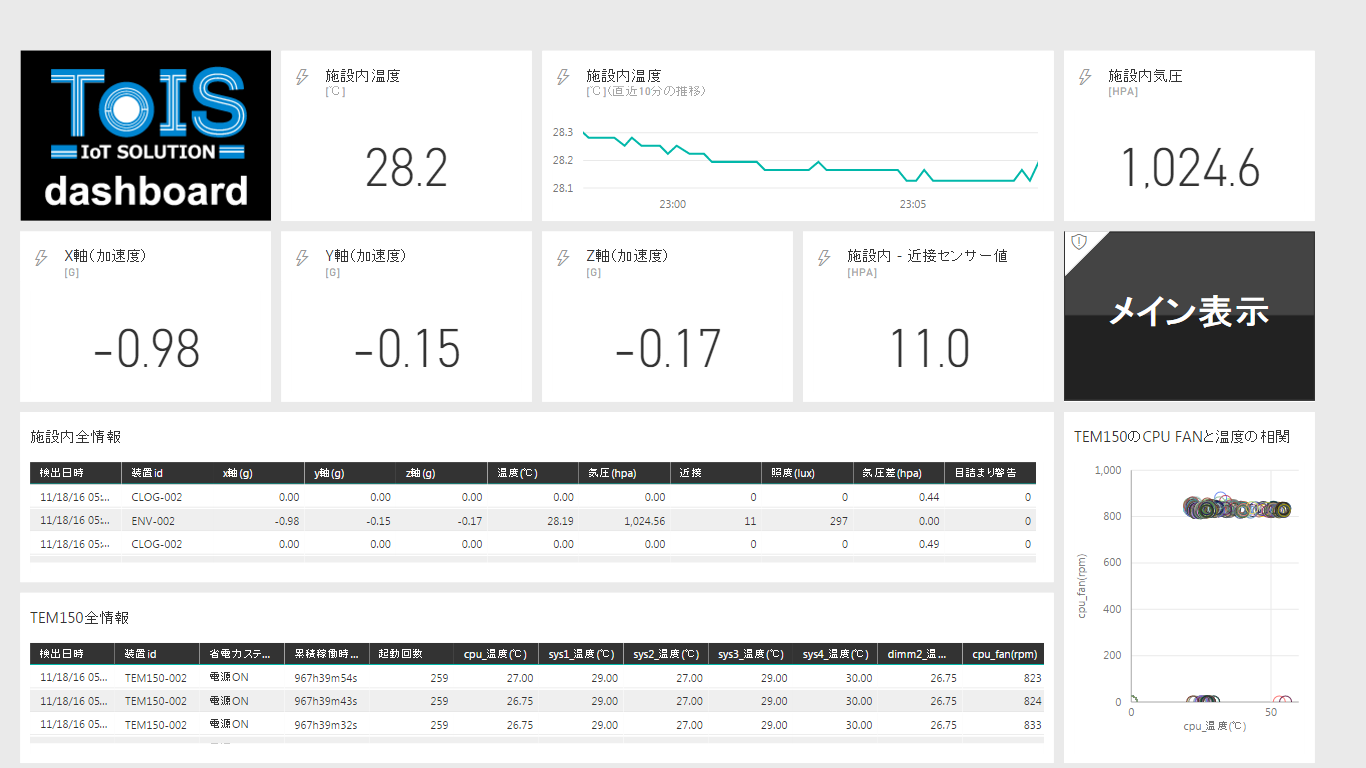 TOIS
IoT SOLUTION
dashboard
施設内温度
[℃]
28.2
施設内温度
[℃](直近10分の推移)
28.3
28.2
28.1
23:00
23:05
施設内気圧
[HPA]
1,024.6
X軸(加速度)
[G]
-0.98
Y軸(加速度)
[G]
-0.15
Z軸(加速度)
[G]
-0.17
施設内 - 近接センサー値
[HPA]
11.0
メイン表示
施設内全情報
検出日時 装置id x軸(g) y軸(g) z軸(g) 温度(℃) 気圧(hpa) 近接 照度(lux) 気圧差(hpa) 目詰まり警告
11/18/16 05:... CLOG-002 0.00 0.00 0.00 0.00 0.00 0 0 0.44 0
11/18/16 05:... ENV-002 -0.98 -0.15 -0.17 28.19 1,024.56 11 297 0.00 0
11/18/16 05:... CLOG-002 0.00 0.00 0.00 0.00 0.00 0 0 0.49 0
TEM150全情報
検出日時 装置id 省電力ステ... 累積稼働時... 起動回数 cpu_温度(℃) sys1_温度(℃) sys2_温度(℃) sys3_温度(℃) sys4_温度(℃) dimm2_温... cpu_fan(rpm)
11/18/16 05... TEM150-002 電源ON 967h39m54s 259 27.00 29.00 27.00 29.00 30.00 26.75 823
11/18/16 05... TEM150-002 電源ON 967h39m43s 259 26.75 29.00 27.00 29.00 30.00 26.75 824
11/18/16 05... TEM150-002 電源ON 967h39m32s 259 26.75 29.00 27.00 29.00 30.00 26.75 833
TEM150のCPU FANと温度の相関
cpu_fan(rpm)
1,000
800
600
400
200
0
0
50
cpu_温度(℃)